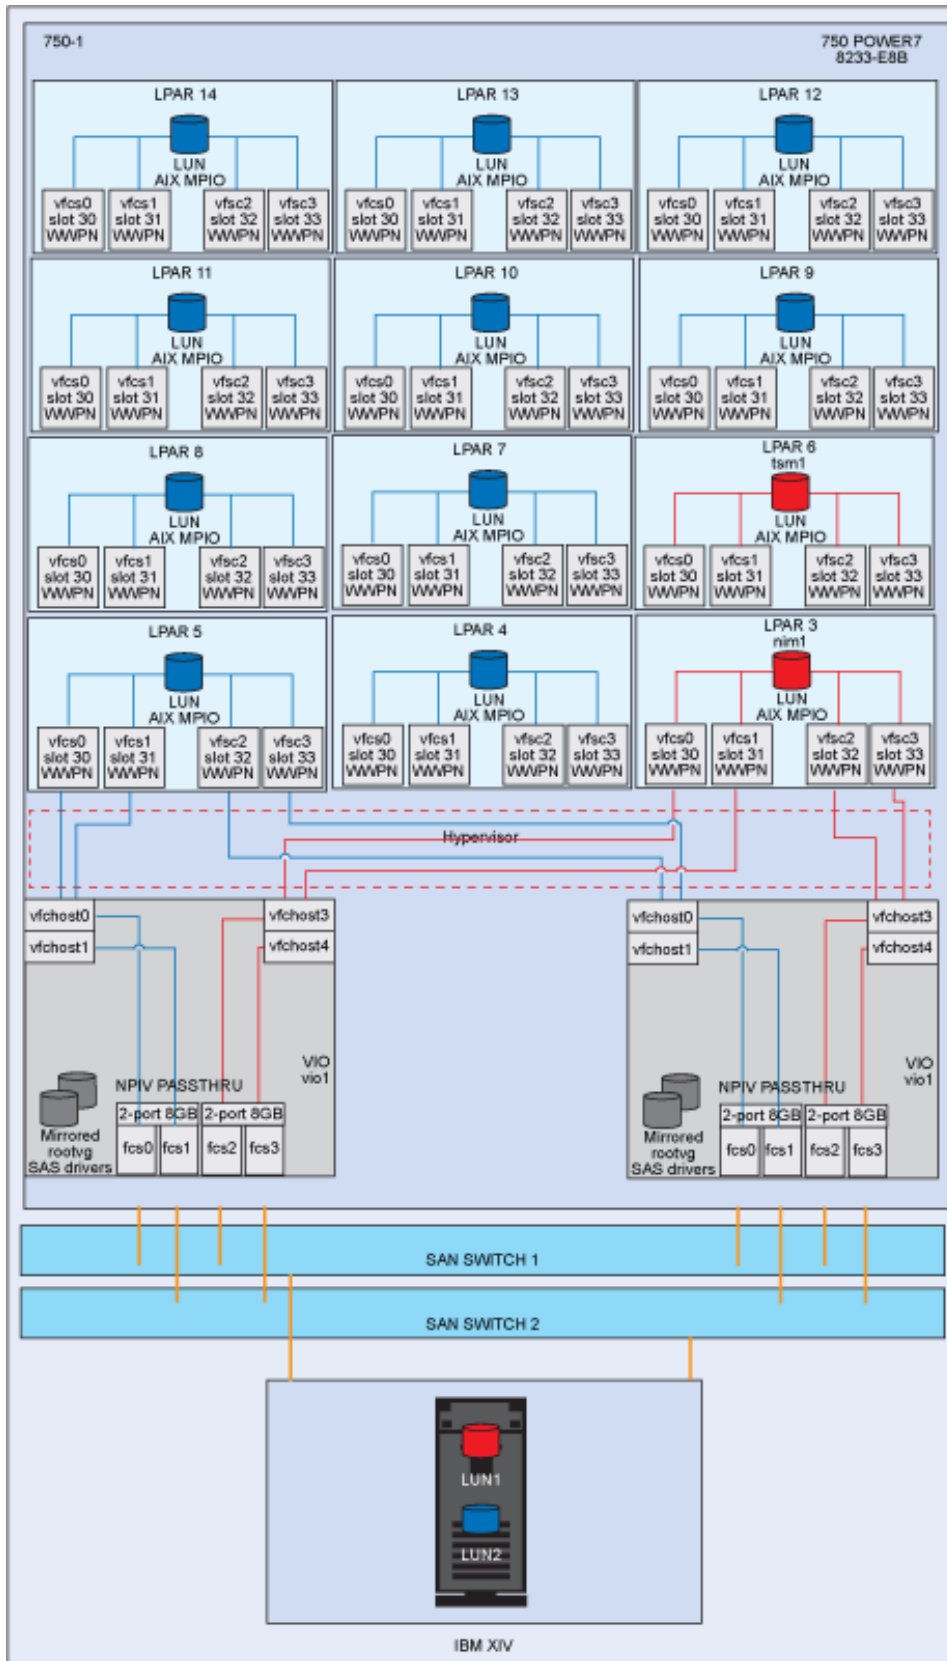 750-1
750 POWER7
8233-E8B
LPAR 14
LUN
AIX MPIO
vfcs0
slot 30
WWPN
vfcs1
slot 31
WWPN
vfsc2
slot 32
WWPN
vfsc3
slot 33
WWPN
LPAR 13
LUN
AIX MPIO
vfcs0
slot 30
WWPN
vfcs1
slot 31
WWPN
vfsc2
slot 32
WWPN
vfsc3
slot 33
WWPN
LPAR 12
LUN
AIX MPIO
vfcs0
slot 30
WWPN
vfcs1
slot 31
WWPN
vfsc2
slot 32
WWPN
vfsc3
slot 33
WWPN
LPAR 11
LUN
AIX MPIO
vfcs0
slot 30
WWPN
vfcs1
slot 31
WWPN
vfsc2
slot 32
WWPN
vfsc3
slot 33
WWPN
LPAR 10
LUN
AIX MPIO
vfcs0
slot 30
WWPN
vfcs1
slot 31
WWPN
vfsc2
slot 32
WWPN
vfsc3
slot 33
WWPN
LPAR 9
LUN
AIX MPIO
vfcs0
slot 30
WWPN
vfcs1
slot 31
WWPN
vfsc2
slot 32
WWPN
vfsc3
slot 33
WWPN
LPAR 8
LUN
AIX MPIO
vfcs0
slot 30
WWPN
vfcs1
slot 31
WWPN
vfsc2
slot 32
WWPN
vfsc3
slot 33
WWPN
LPAR 7
LUN
AIX MPIO
vfcs0
slot 30
WWPN
vfcs1
slot 31
WWPN
vfsc2
slot 32
WWPN
vfsc3
slot 33
WWPN
LPAR 6
tsm1
LUN
AIX MPIO
vfcs0
slot 30
WWPN
vfcs1
slot 31
WWPN
vfsc2
slot 32
WWPN
vfsc3
slot 33
WWPN
LPAR 5
LUN
AIX MPIO
vfcs0
slot 30
WWPN
vfcs1
slot 31
WWPN
vfsc2
slot 32
WWPN
vfsc3
slot 33
WWPN
LPAR 4
LUN
AIX MPIO
vfcs0
slot 30
WWPN
vfcs1
slot 31
WWPN
vfsc2
slot 32
WWPN
vfsc3
slot 33
WWPN
LPAR 3
nim1
LUN
AIX MPIO
vfcs0
slot 30
WWPN
vfcs1
slot 31
WWPN
vfsc2
slot 32
WWPN
vfsc3
slot 33
WWPN
Hypervisor
vfchost0
vfchost1
vfchost3
vfchost4
VIO
vio1
NPIV PASSTHRU
2-port 8GB
2-port 8GB
fcs0
fcs1
fcs2
fcs3
Mirrored
rootvg
SAS drivers
vfchost0
vfchost1
vfchost3
vfchost4
VIO
vio1
NPIV PASSTHRU
2-port 8GB
2-port 8GB
fcs0
fcs1
fcs2
fcs3
Mirrored
rootvg
SAS drivers
SAN SWITCH 1
SAN SWITCH 2
LUN1
LUN2
IBM XIV